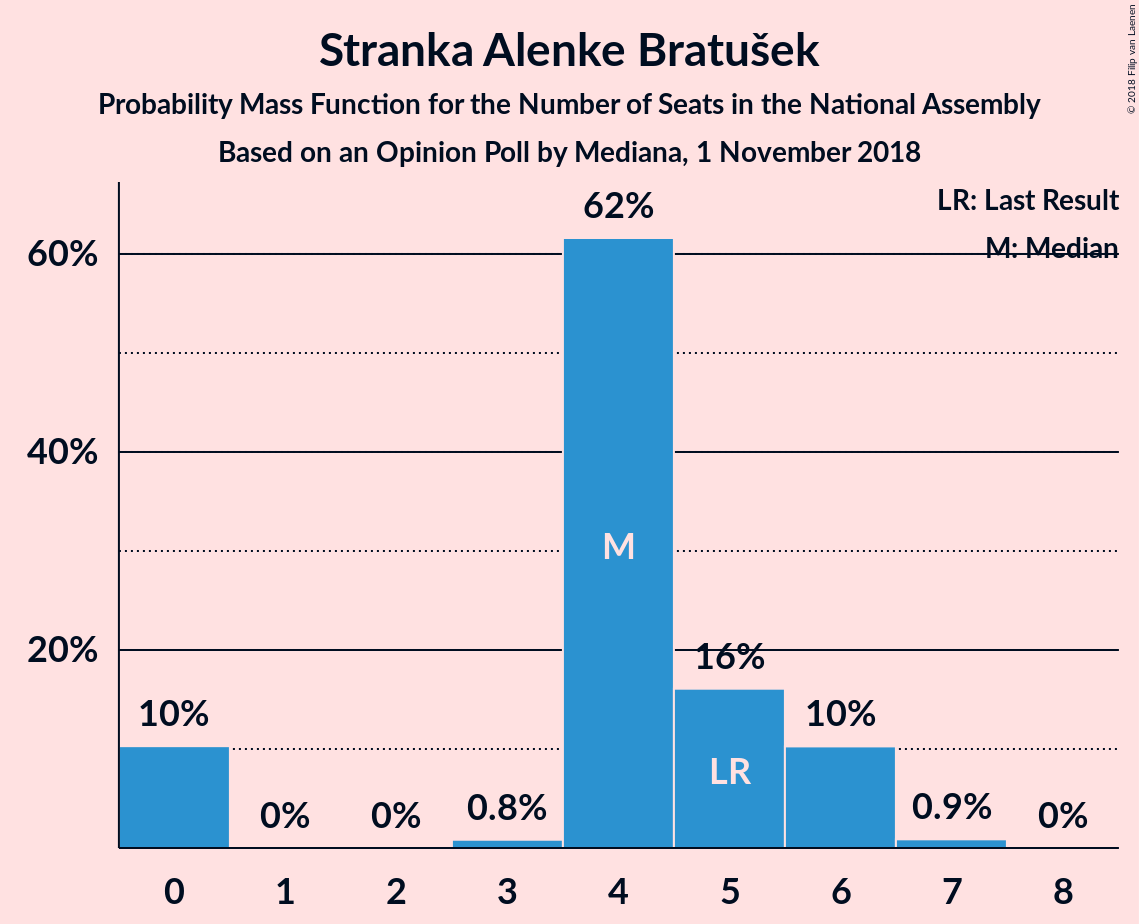 Stranka Alenke Bratušek
Probability Mass Function for the Number of Seats in the National Assembly
Based on an Opinion Poll by Mediana, 1 November 2018
© 2018 Filip van Laenen
LR: Last Result
M: Median
62%
60%
40%
M
20%
16%
10%
10%
LR
0%
0%
0.8%
0.9%
0%
0 1 2 3 4 5 6 7 8